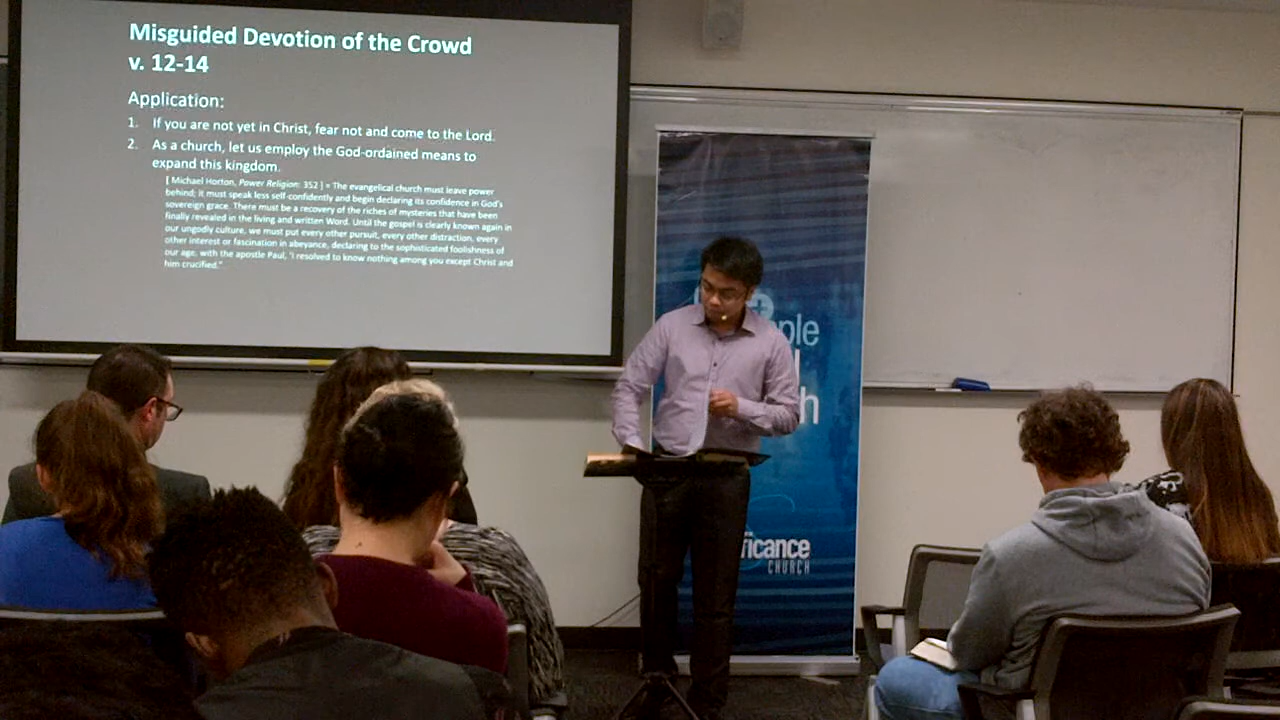 Misguided Devotion of the Crowd
v. 12-14
Application:
1. If you are not yet in Christ, fear not and come to the Lord.
2. As a church, let us employ the God-ordained means to
expand this kingdom.
[ Michael Horton, Power Religion: 352 ] = The evangelical church must leave power
behind; it must speak less self-confidently and begin declaring its confidence in God's
sovereign grace. There must be a recovery of the riches of mysteries that have been
finally revealed in the living and written Word. Until the gospel is clearly known again in
our ungodly culture, we must put every other pursuit, every other distraction, every
other interest or fascination in abeyance, declaring to the sophisticated foolishness of
our age, with the apostle Paul, "I resolved to know nothing among you except Christ and
him crucified."
ple
l
h
ficance
CHURCH